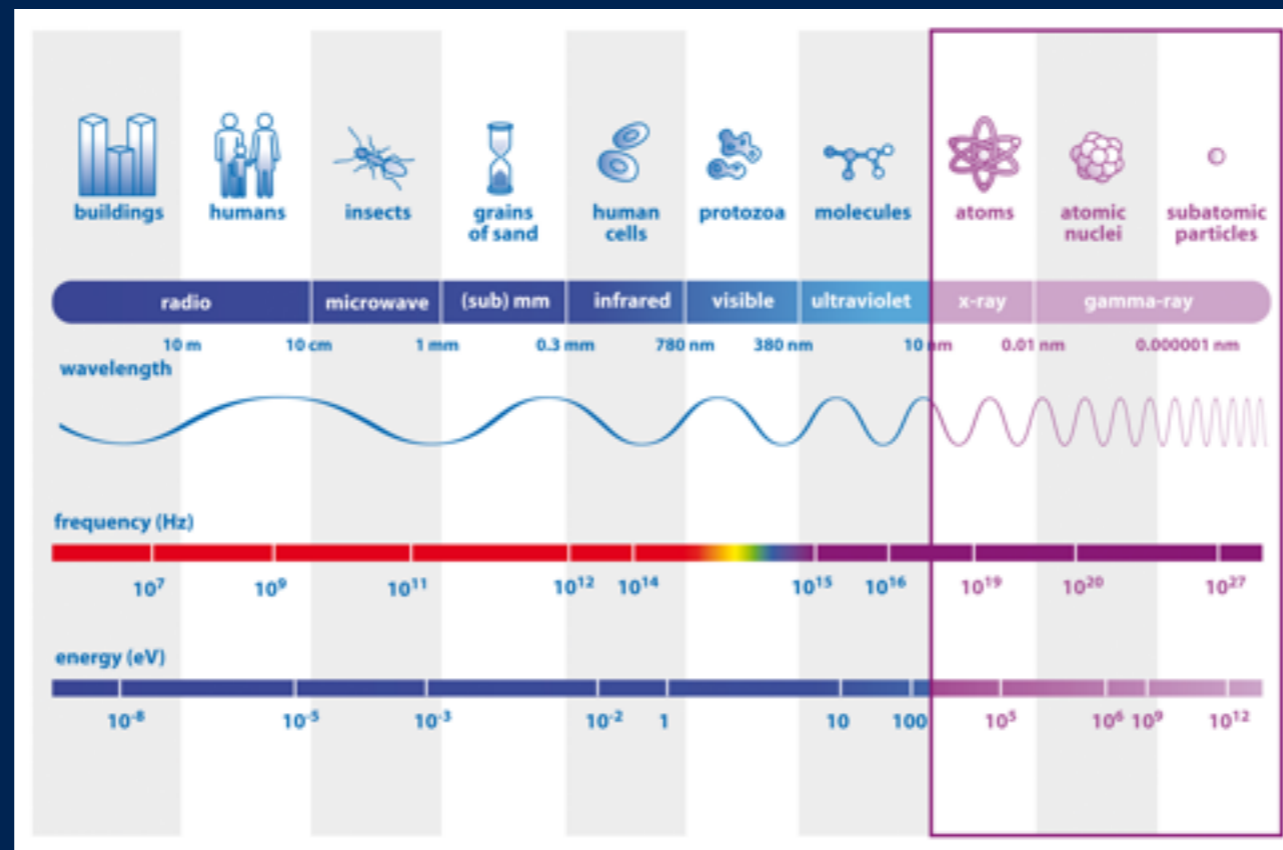 buildings
humans
insects
grains
of sand
human
cells
protozoa
molecules
atoms
atomic
nuclei
subatomic
particles
radio
microwave
(sub) mm
infrared
visible
ultraviolet
x-ray
gamma-ray
10 m
10 cm
1 mm
0.3 mm
780 nm
380 nm
10 nm
0.01 nm
0.000001 nm
wavelength
frequency (Hz)
10⁷ 10⁹ 10¹¹ 10¹² 10¹⁴ 10¹⁵ 10¹⁶ 10¹⁹ 10²⁰ 10²⁷
energy (eV)
10⁻⁸ 10⁻⁵ 10⁻³ 10⁻² 1 10 100 10⁵ 10⁶ 10⁹ 10¹²